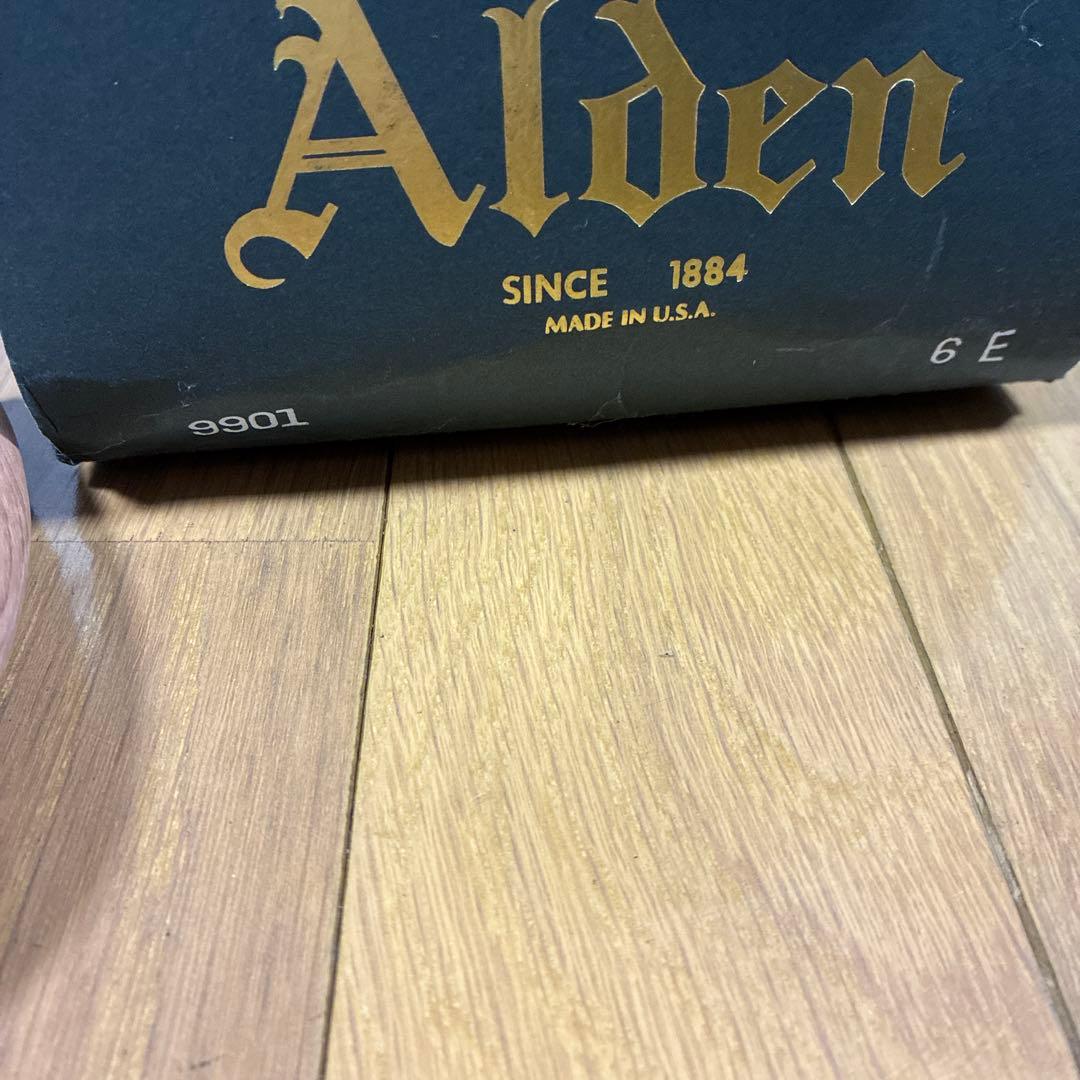 Alden
SINCE 1884
MADE IN U.S.A.
6 E
9901